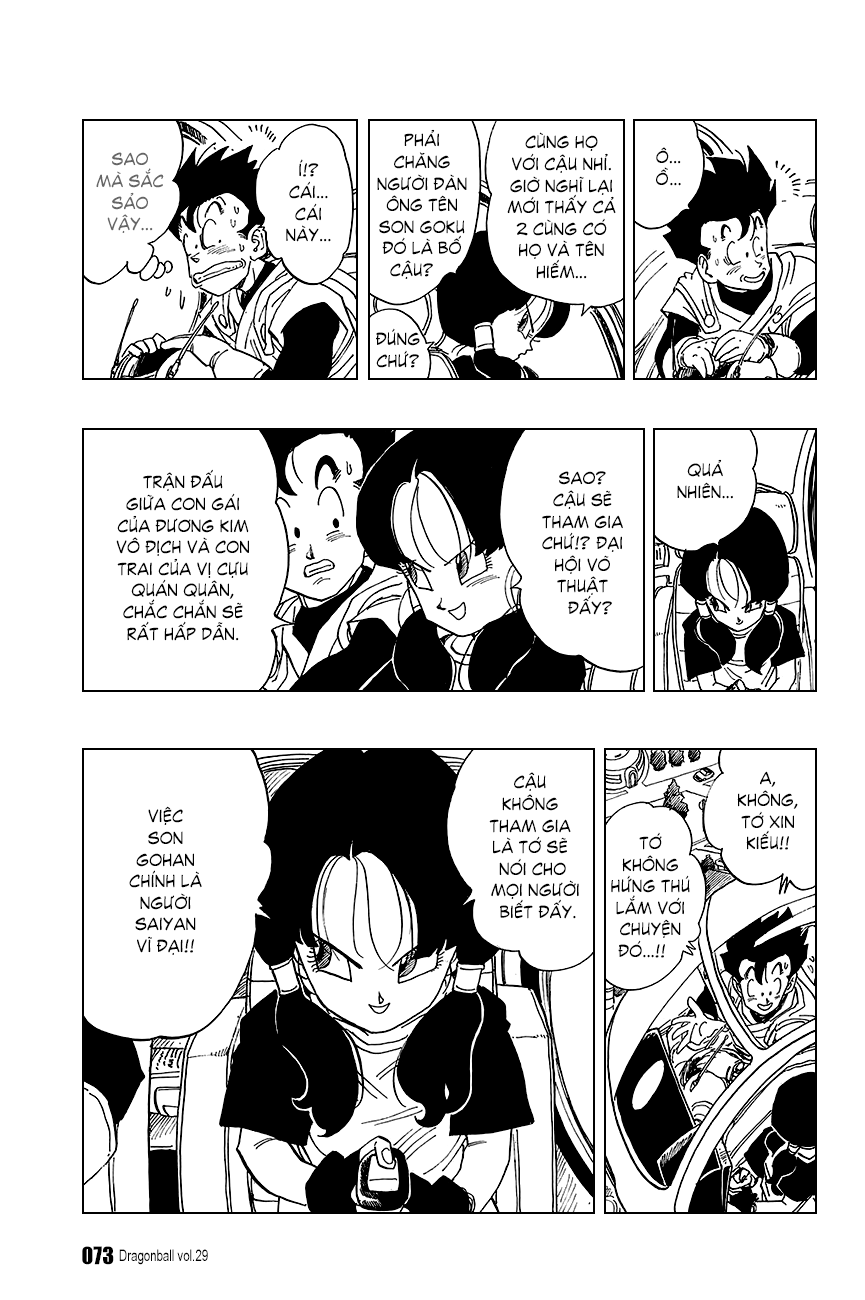 Ô...
Ồ...
CÙNG HỌ
VỚI CẬU NHỈ.
GIỜ NGHĨ LẠI
MỚI THẤY CẢ
2 CÙNG CÓ
HỌ VÀ TÊN
HIẾM...
PHẢI
CHĂNG
NGƯỜI ĐÀN
ÔNG TÊN
SON GOKU
ĐÓ LÀ BỐ
CẬU?
ĐÚNG
CHỨ?
Í!?
CÁI...
CÁI
NÀY...
SAO
MÀ SẮC
SẢO
VẬY...
QUẢ
NHIÊN...
SAO?
CẬU SẼ
THAM GIA
CHỨ!? ĐẠI
HỘI VÕ
THUẬT
ĐẤY?
TRẬN ĐẤU
GIỮA CON GÁI
CỦA ĐƯƠNG KIM
VÔ ĐỊCH VÀ CON
TRAI CỦA VỊ CỰU
QUÁN QUÂN,
CHẮC CHẮN SẼ
RẤT HẤP DẪN.
A,
KHÔNG,
TỚ XIN
KIẾU!!
TỚ
KHÔNG
HỨNG THÚ
LẮM VỚI
CHUYỆN
ĐÓ...!!
CẬU
KHÔNG
THAM GIA
LÀ TỚ SẼ
NÓI CHO
MỌI NGƯỜI
BIẾT ĐẤY.
VIỆC
SON
GOHAN
CHÍNH LÀ
NGƯỜI
SAIYAN
VĨ ĐẠI!!
073 Dragonball vol.29